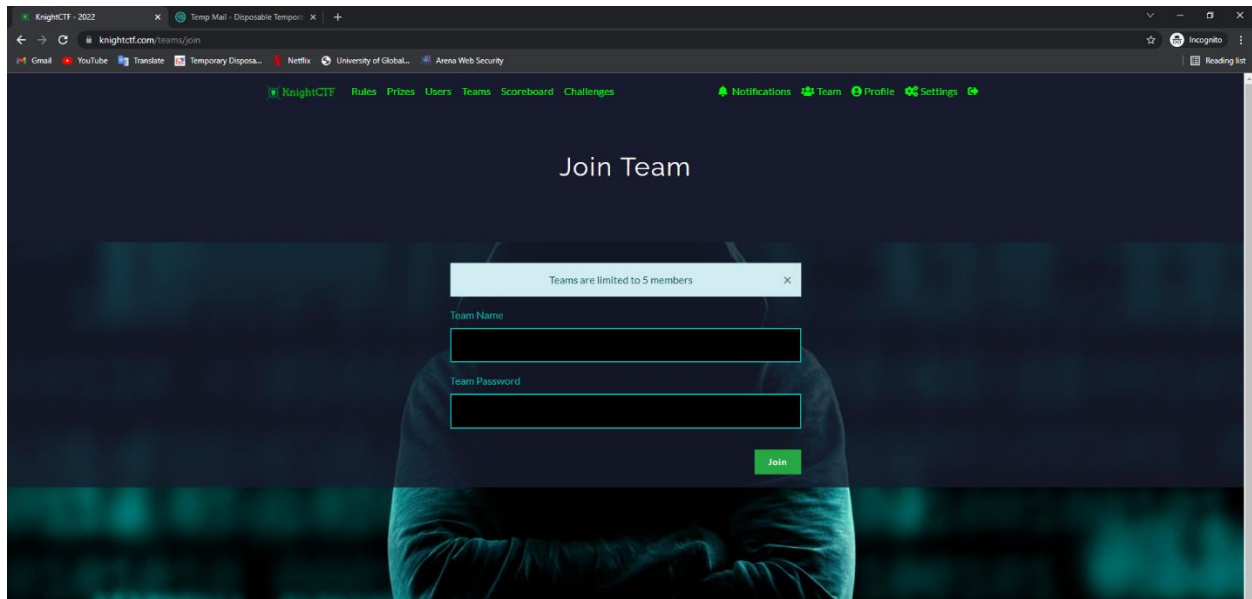 KnightCTF - 2022
Temp Mail - Disposable Tempor
knightctf.com/teams/join
Incognito
Gmail YouTube Translate Temporary Disposa... Netflix University of Global... Arena Web Security Reading list
KnightCTF Rules Prizes Users Teams Scoreboard Challenges Notifications Team Profile Settings
Join Team
Teams are limited to 5 members ×
Team Name
Team Password
Join